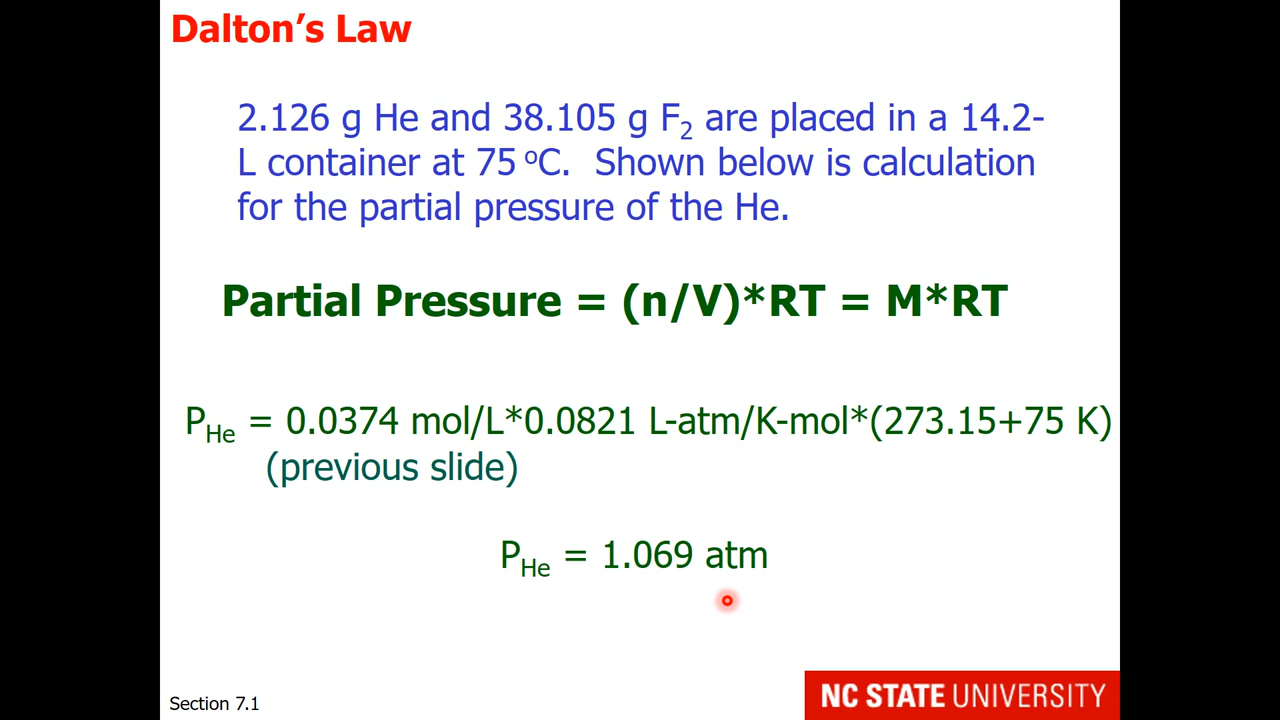 Dalton’s Law
2.126 g He and 38.105 g F₂ are placed in a 14.2-
L container at 75 ºC.  Shown below is calculation
for the partial pressure of the He.
Partial Pressure = (n/V)*RT = M*RT
P_He = 0.0374 mol/L*0.0821 L-atm/K-mol*(273.15+75 K)
(previous slide)
P_He = 1.069 atm
Section 7.1
NC STATE UNIVERSITY